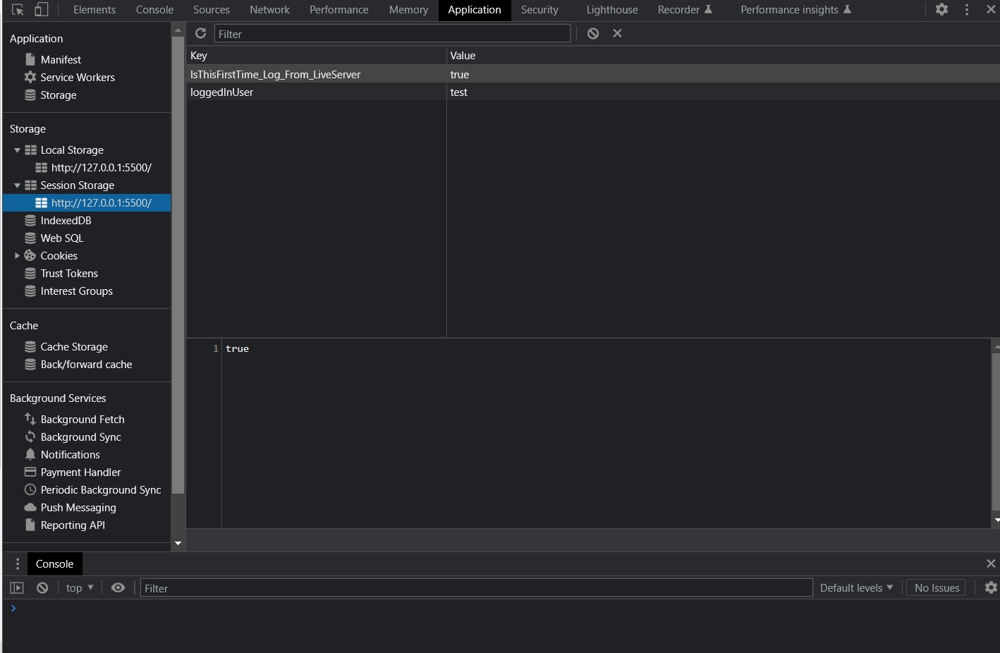 Elements Console Sources Network Performance Memory Application Security Lighthouse Recorder Performance insights
Application
Manifest
Service Workers
Storage
Storage
Local Storage
http://127.0.0.1:5500/
Session Storage
http://127.0.0.1:5500/
IndexedDB
Web SQL
Cookies
Trust Tokens
Interest Groups
Cache
Cache Storage
Back/forward cache
Background Services
Background Fetch
Background Sync
Notifications
Payment Handler
Periodic Background Sync
Push Messaging
Reporting API
Filter
Key Value
IsThisFirstTime_Log_From_LiveServer true
loggedInUser test
1 true
Console
top Filter Default levels No Issues